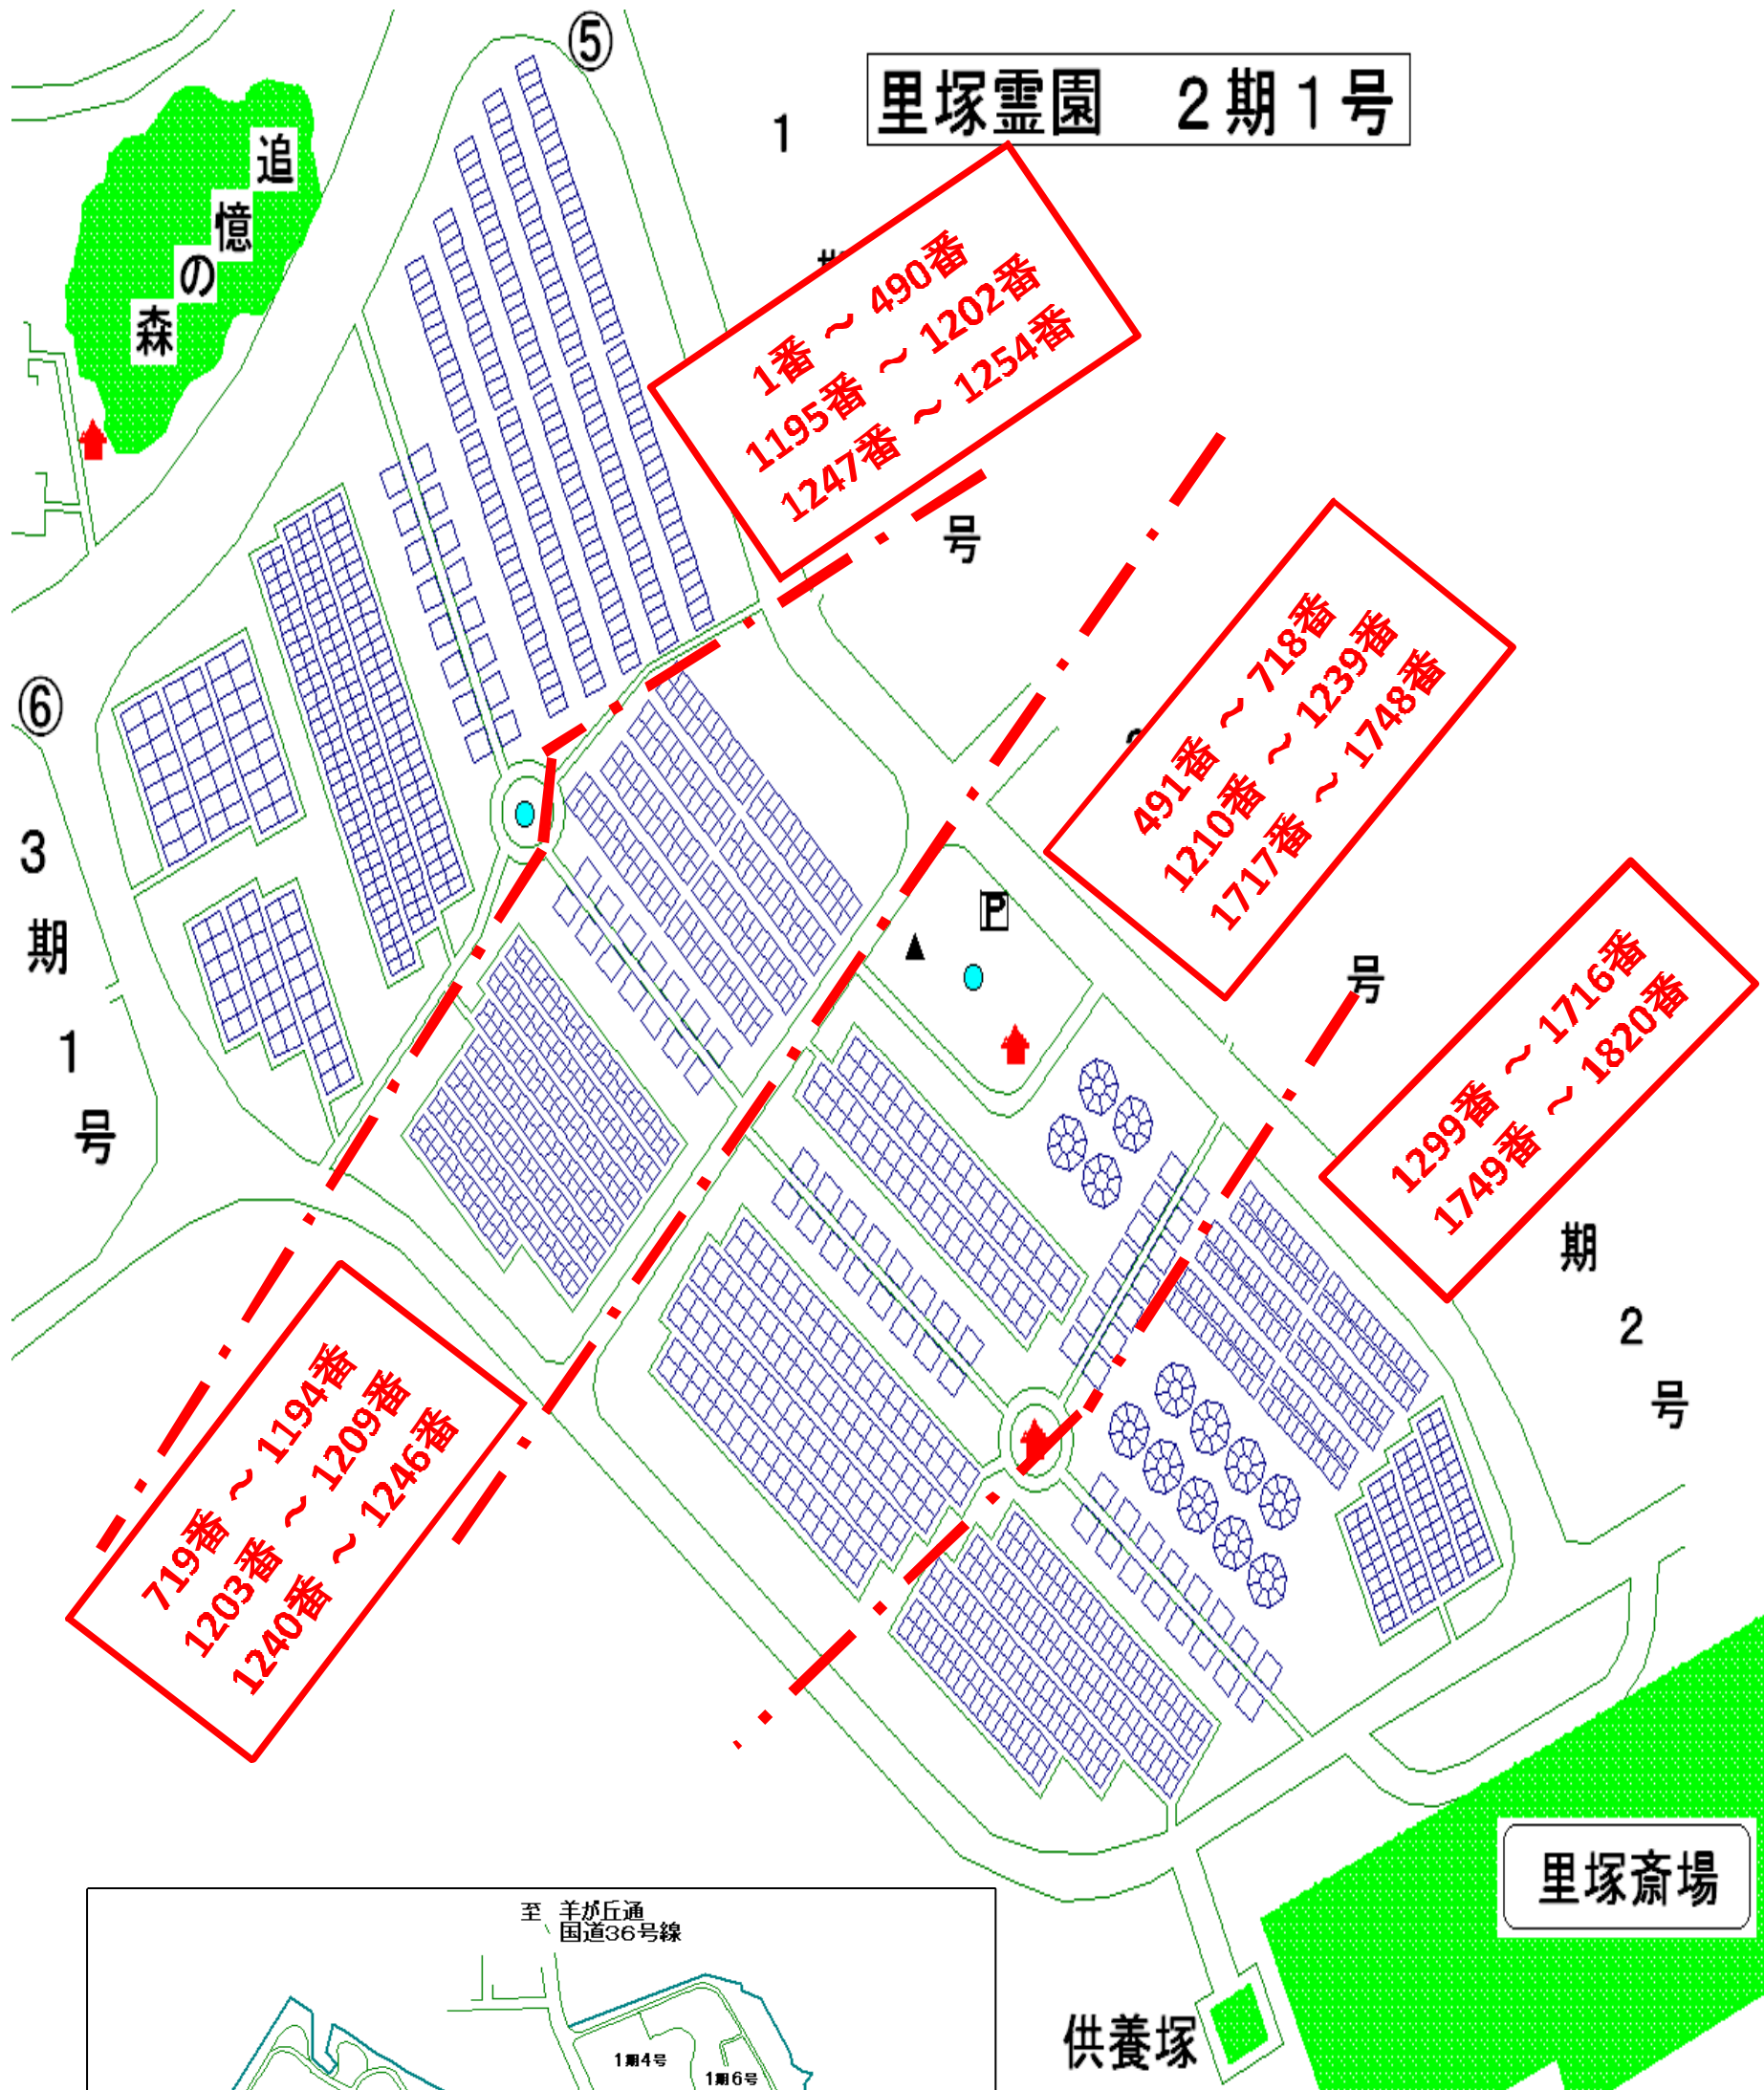 ⑤
里塚霊園 2期1号
1
号
追憶の森
1番 ～ 490番
1195番 ～ 1202番
1247番 ～ 1254番
491番 ～ 718番
1210番 ～ 1239番
1717番 ～ 1748番
号
⑥
3期1号
P
1299番 ～ 1716番
1749番 ～ 1820番
期2号
719番 ～ 1194番
1203番 ～ 1209番
1240番 ～ 1246番
里塚斎場
供養塚
至 羊が丘通
国道36号線
1期4号
1期6号